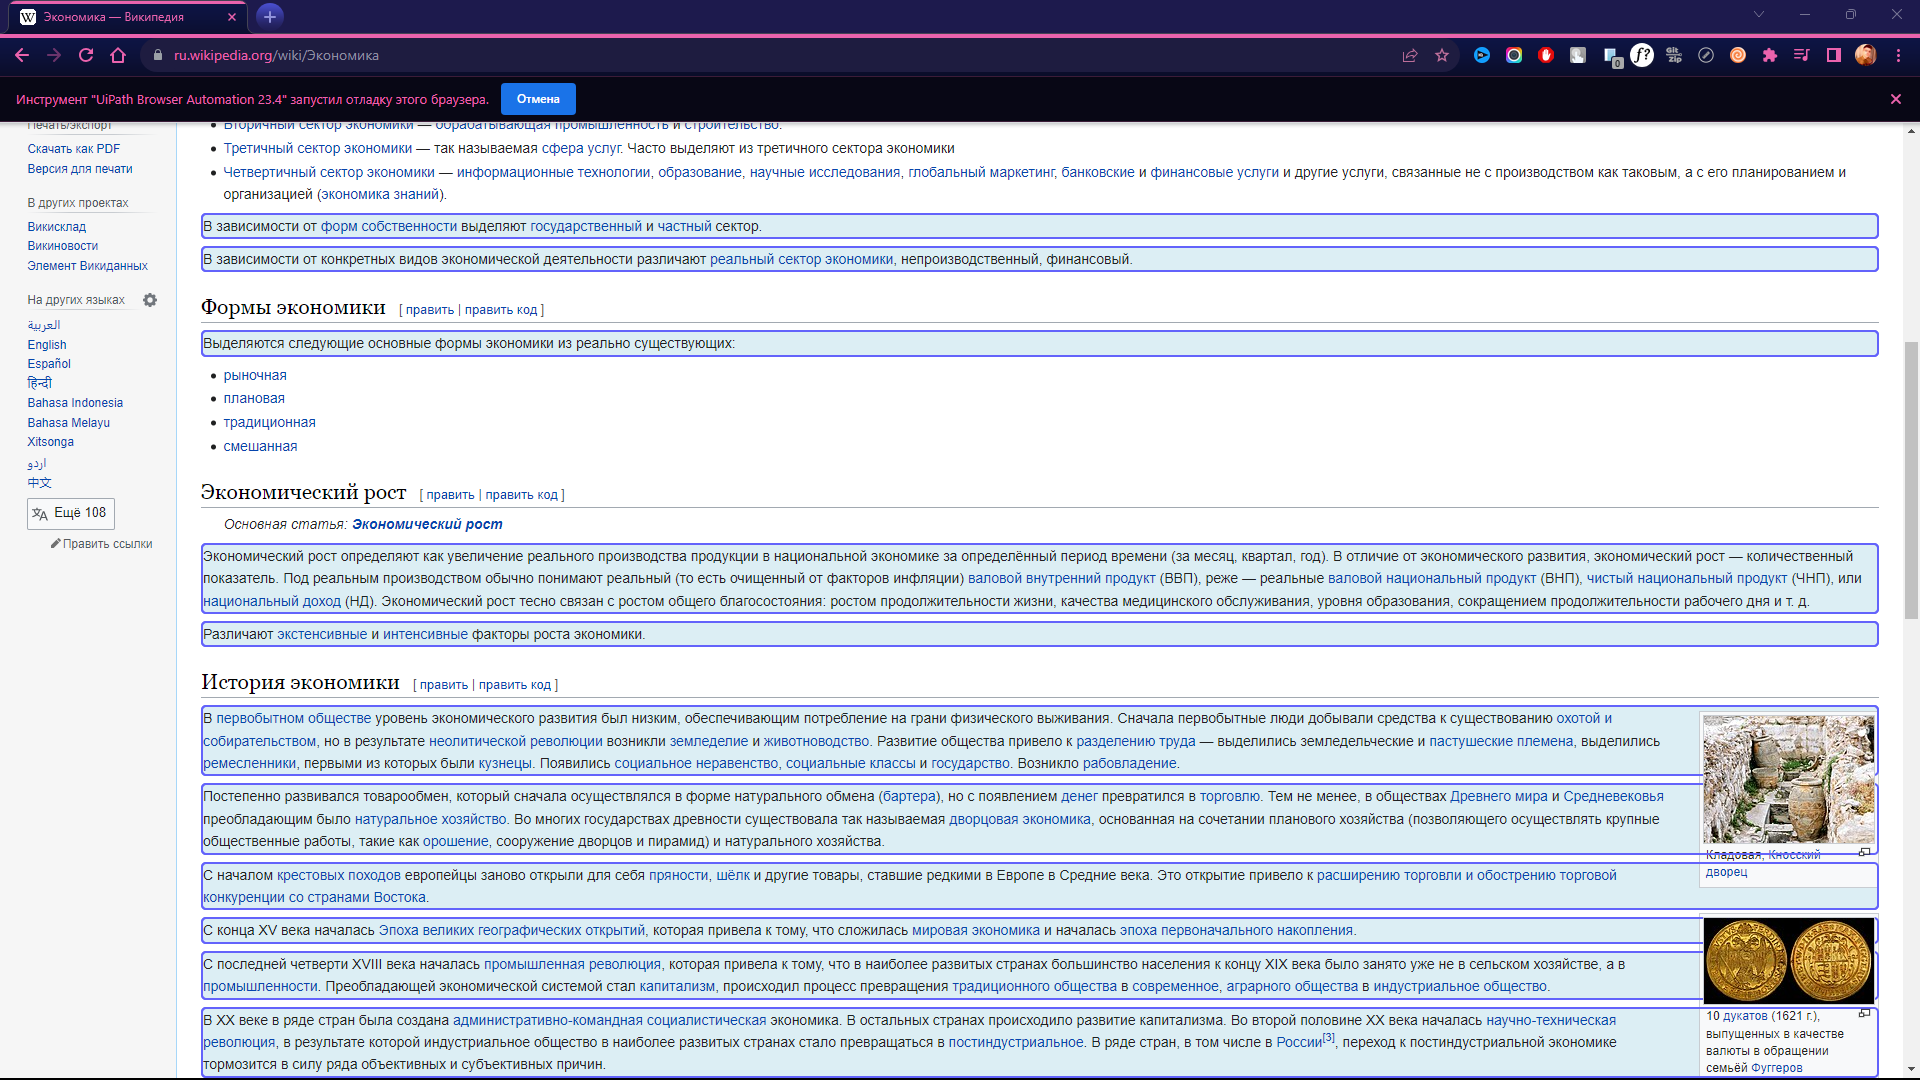 Экономика — Википедия
ru.wikipedia.org/wiki/Экономика
f?
Git Zip
0
Инструмент "UiPath Browser Automation 23.4" запустил отладку этого браузера.
Отмена
Печать/экспорт
Скачать как PDF
Версия для печати
В других проектах
Викисклад
Викиновости
Элемент Викиданных
На других языках
العربية
English
Español
हिन्दी
Bahasa Indonesia
Bahasa Melayu
Xitsonga
اردو
中文
Ещё 108
Править ссылки
Вторичный сектор экономики — обрабатывающая промышленность и строительство.
Третичный сектор экономики — так называемая сфера услуг. Часто выделяют из третичного сектора экономики
Четвертичный сектор экономики — информационные технологии, образование, научные исследования, глобальный маркетинг, банковские и финансовые услуги и другие услуги, связанные не с производством как таковым, а с его планированием и
организацией (экономика знаний).
В зависимости от форм собственности выделяют государственный и частный сектор.
В зависимости от конкретных видов экономической деятельности различают реальный сектор экономики, непроизводственный, финансовый.
Формы экономики [ править | править код ]
Выделяются следующие основные формы экономики из реально существующих:
рыночная
плановая
традиционная
смешанная
Экономический рост [ править | править код ]
Основная статья: Экономический рост
Экономический рост определяют как увеличение реального производства продукции в национальной экономике за определённый период времени (за месяц, квартал, год). В отличие от экономического развития, экономический рост — количественный
показатель. Под реальным производством обычно понимают реальный (то есть очищенный от факторов инфляции) валовой внутренний продукт (ВВП), реже — реальные валовой национальный продукт (ВНП), чистый национальный продукт (ЧНП), или
национальный доход (НД). Экономический рост тесно связан с ростом общего благосостояния: ростом продолжительности жизни, качества медицинского обслуживания, уровня образования, сокращением продолжительности рабочего дня и т. д.
Различают экстенсивные и интенсивные факторы роста экономики.
История экономики [ править | править код ]
В первобытном обществе уровень экономического развития был низким, обеспечивающим потребление на грани физического выживания. Сначала первобытные люди добывали средства к существованию охотой и
собирательством, но в результате неолитической революции возникли земледелие и животноводство. Развитие общества привело к разделению труда — выделились земледельческие и пастушеские племена, выделились
ремесленники, первыми из которых были кузнецы. Появились социальное неравенство, социальные классы и государство. Возникло рабовладение.
Постепенно развивался товарообмен, который сначала осуществлялся в форме натурального обмена (бартера), но с появлением денег превратился в торговлю. Тем не менее, в обществах Древнего мира и Средневековья
преобладающим было натуральное хозяйство. Во многих государствах древности существовала так называемая дворцовая экономика, основанная на сочетании планового хозяйства (позволяющего осуществлять крупные
общественные работы, такие как орошение, сооружение дворцов и пирамид) и натурального хозяйства.
С началом крестовых походов европейцы заново открыли для себя пряности, шёлк и другие товары, ставшие редкими в Европе в Средние века. Это открытие привело к расширению торговли и обострению торговой
конкуренции со странами Востока.
С конца XV века началась Эпоха великих географических открытий, которая привела к тому, что сложилась мировая экономика и началась эпоха первоначального накопления.
С последней четверти XVIII века началась промышленная революция, которая привела к тому, что в наиболее развитых странах большинство населения к концу XIX века было занято уже не в сельском хозяйстве, а в
промышленности. Преобладающей экономической системой стал капитализм, происходил процесс превращения традиционного общества в современное, аграрного общества в индустриальное общество.
В XX веке в ряде стран была создана административно-командная социалистическая экономика. В остальных странах происходило развитие капитализма. Во второй половине XX века началась научно-техническая
революция, в результате которой индустриальное общество в наиболее развитых странах стало превращаться в постиндустриальное. В ряде стран, в том числе в России[3], переход к постиндустриальной экономике
тормозится в силу ряда объективных и субъективных причин.
Кладовая, Кносский
дворец
10 дукатов (1621 г.),
выпущенных в качестве
валюты в обращении
семьёй Фуггеров